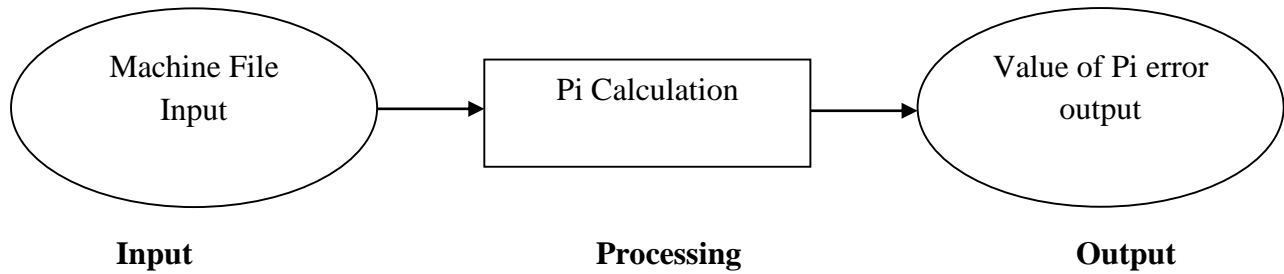 Machine File
Input
Pi Calculation
Value of Pi error
output
Input
Processing
Output